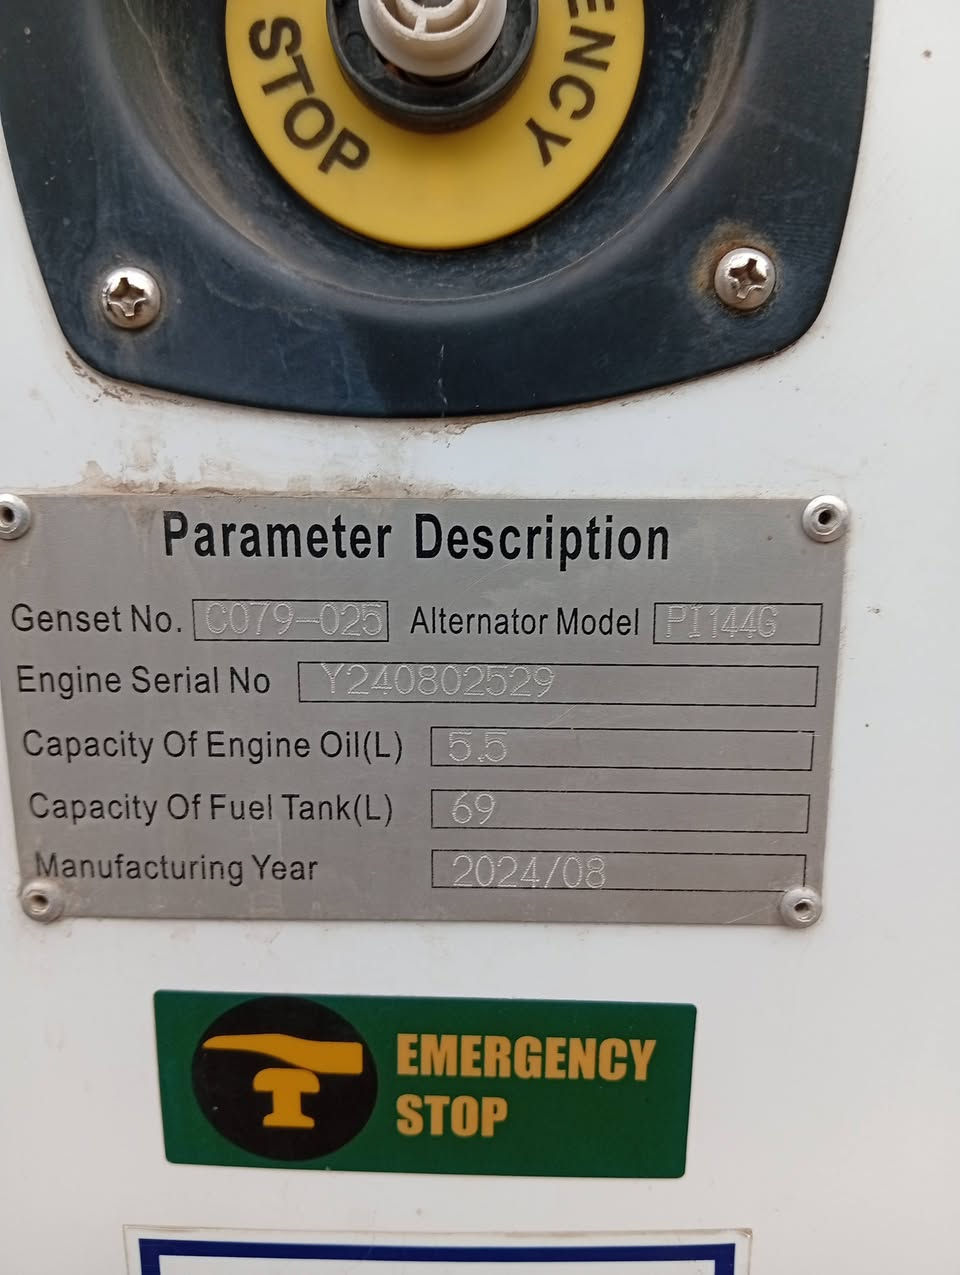 STOP
ENCY
Parameter Description
Genset No. C079-025 Alternator Model PI144G
Engine Serial No Y240802529
Capacity Of Engine Oil(L) 5.5
Capacity Of Fuel Tank(L) 69
Manufacturing Year 2024/08
EMERGENCY
STOP